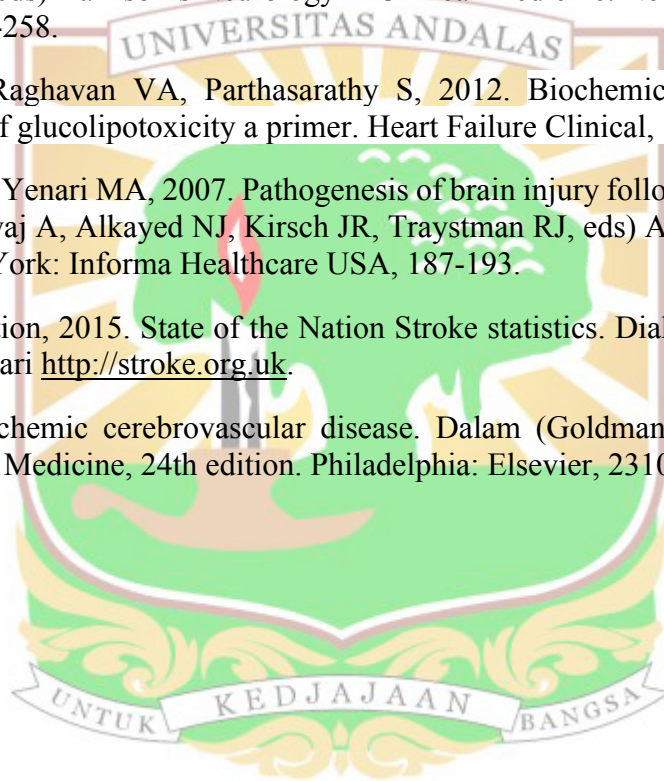 -258.
UNIVERSITAS ANDALAS
Raghavan VA, Parthasarathy S, 2012. Biochemic
f glucolipotoxicity a primer. Heart Failure Clinical,
Yenari MA, 2007. Pathogenesis of brain injury follo
vaj A, Alkayed NJ, Kirsch JR, Traystman RJ, eds) A
York: Informa Healthcare USA, 187-193.
tion, 2015. State of the Nation Stroke statistics. Dial
ari http://stroke.org.uk.
chemic cerebrovascular disease. Dalam (Goldman
Medicine, 24th edition. Philadelphia: Elsevier, 2310
UNTUK KEDJAJAAN BANGSA